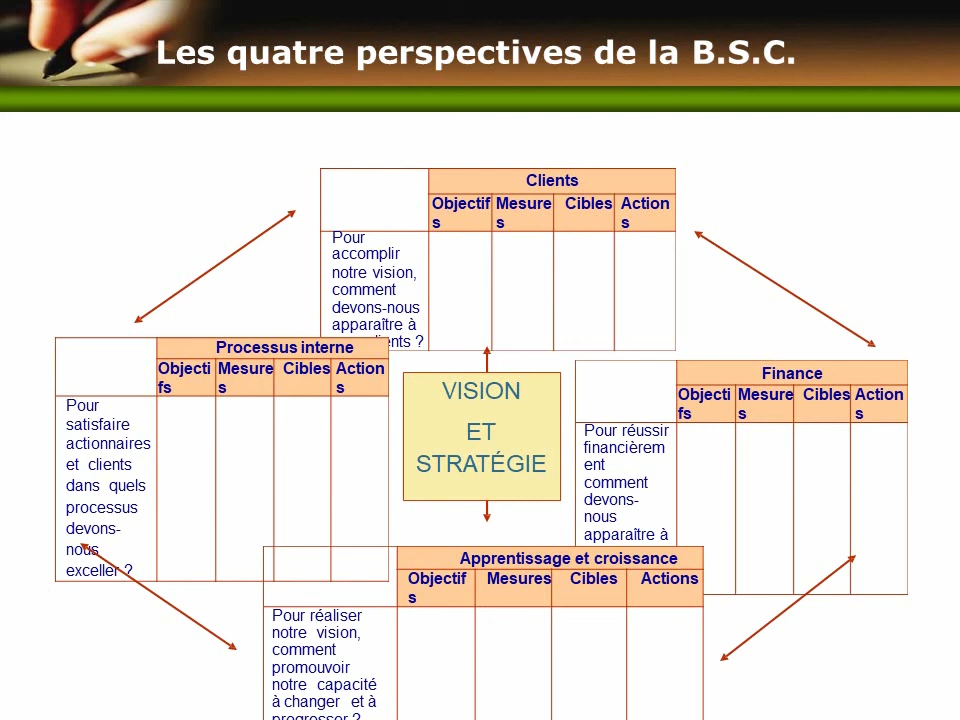 Les quatre perspectives de la B.S.C.
Clients
Objectif Mesure Cibles Action
s s s
Pour
accomplir
notre vision,
comment
devons-nous
apparaître à
ents ?
Processus interne
Objecti Mesure Cibles Action
fs s s
Pour
satisfaire
actionnaires
et clients
dans quels
processus
devons-
nous
exceller ?
VISION
ET
STRATÉGIE
Finance
Objecti Mesure Cibles Action
fs s s
Pour réussir
financièrem
ent
comment
devons-
nous
apparaître à
Apprentissage et croissance
Objectif Mesures Cibles Actions
s
Pour réaliser
notre vision,
comment
promouvoir
notre capacité
à changer et à
progresser ?